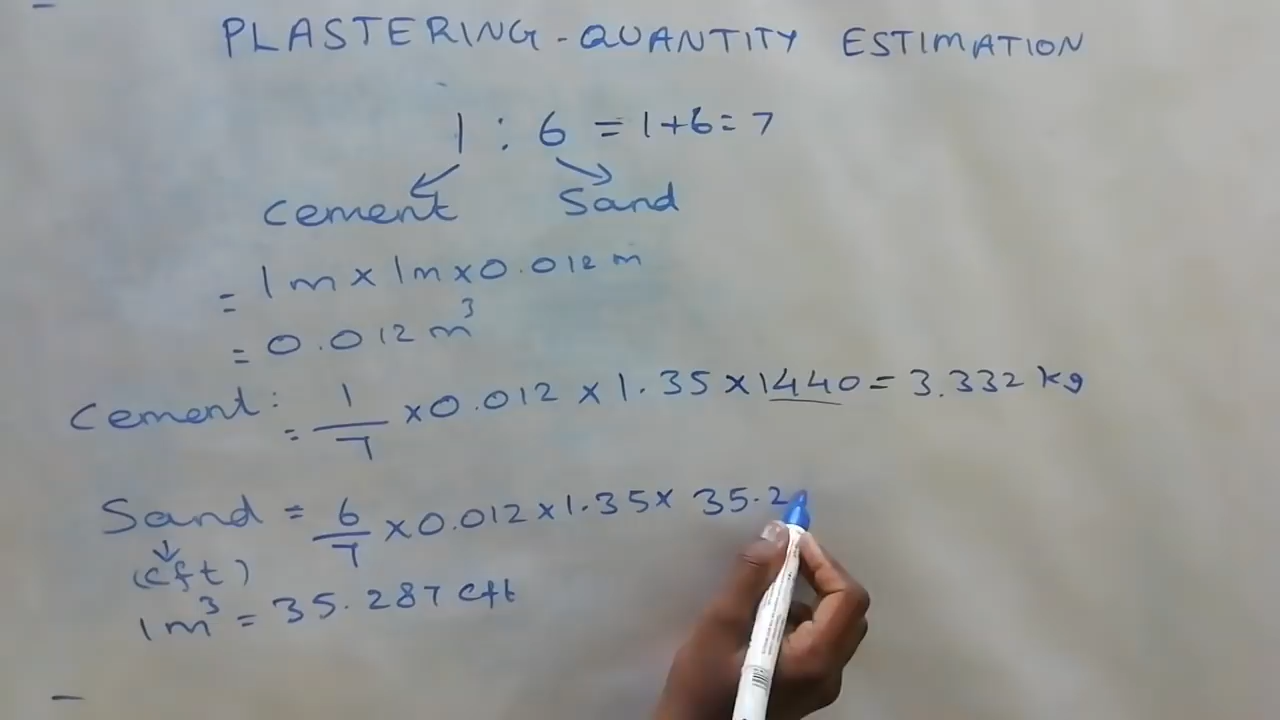 PLASTERING - QUANTITY ESTIMATION
1 : 6 = 1+6 = 7
Cement Sand
= 1m x 1m x 0.012 m
= 0.012 m³
Cement : = 1/7 x 0.012 x 1.35 x 1440 = 3.332 kg
Sand = 6/7 x 0.012 x 1.35 x 35.2
(cft)
1m³ = 35.287 cft